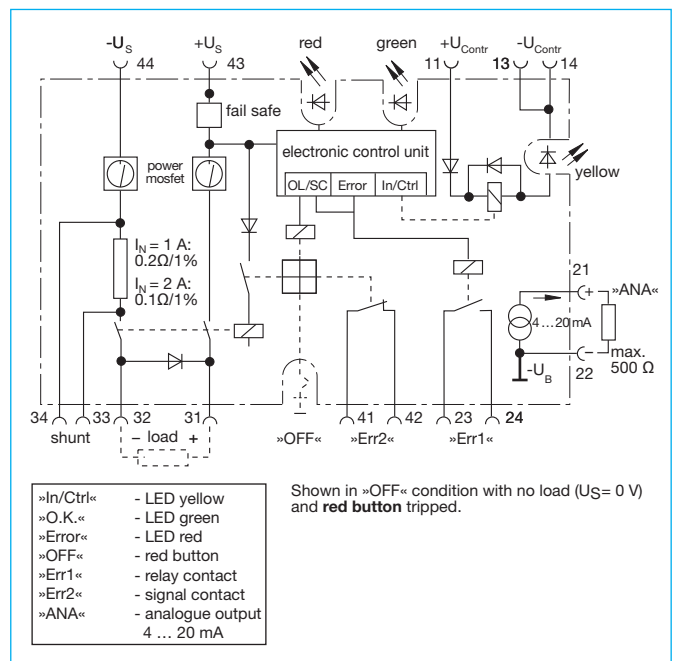 -US +US red green +UContr -UContr
44 43 11 13 14
fail safe
electronic control unit
power
mosfet
yellow
OL/SC Error In/Ctrl
IN = 1 A:
0.2Ω/1%
IN = 2 A:
0.1Ω/1%
21
+ »ANA«
4...20 mA
max.
500 Ω
-UB
22
34 33 32 31 41 42 23 24
shunt - load + »OFF« »Err2« »Err1«
»In/Ctrl« - LED yellow
»O.K.« - LED green
»Error« - LED red
»OFF« - red button
»Err1« - relay contact
»Err2« - signal contact
»ANA« - analogue output
4 … 20 mA
Shown in »OFF« condition with no load (US= 0 V)
and red button tripped.